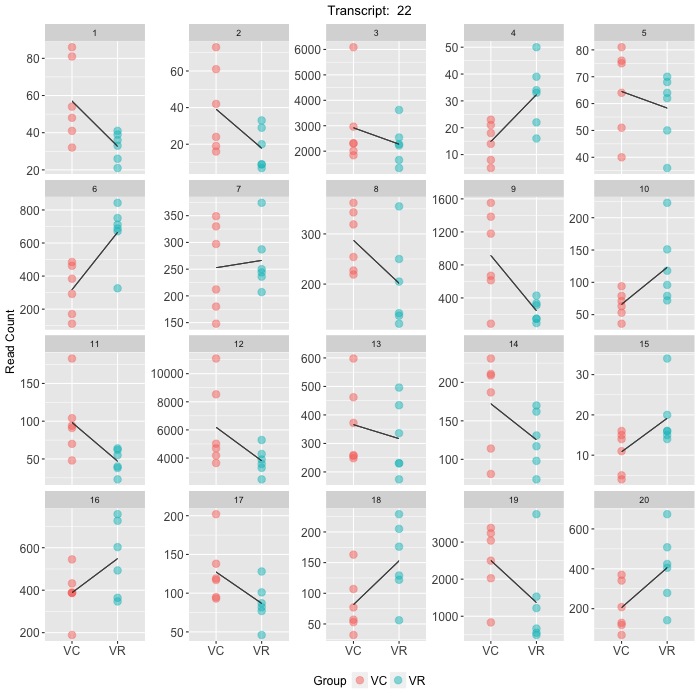 Transcript: 22
1 2 3 4 5
80 60 40 20
60 40 20
6000 5000 4000 3000 2000
50 40 30 20 10
80 70 60 50 40
6 7 8 9 10
800 600 400 200
350 300 250 200 150
300 200
1600 1200 800 400
200 150 100 50
Read Count
11 12 13 14 15
150 100 50
10000 8000 6000 4000
600 500 400 300 200
200 150 100
30 20 10
16 17 18 19 20
600 400 200
200 150 100 50
200 150 100 50
3000 2000 1000
600 400 200
VC VR VC VR VC VR VC VR VC VR
Group VC VR